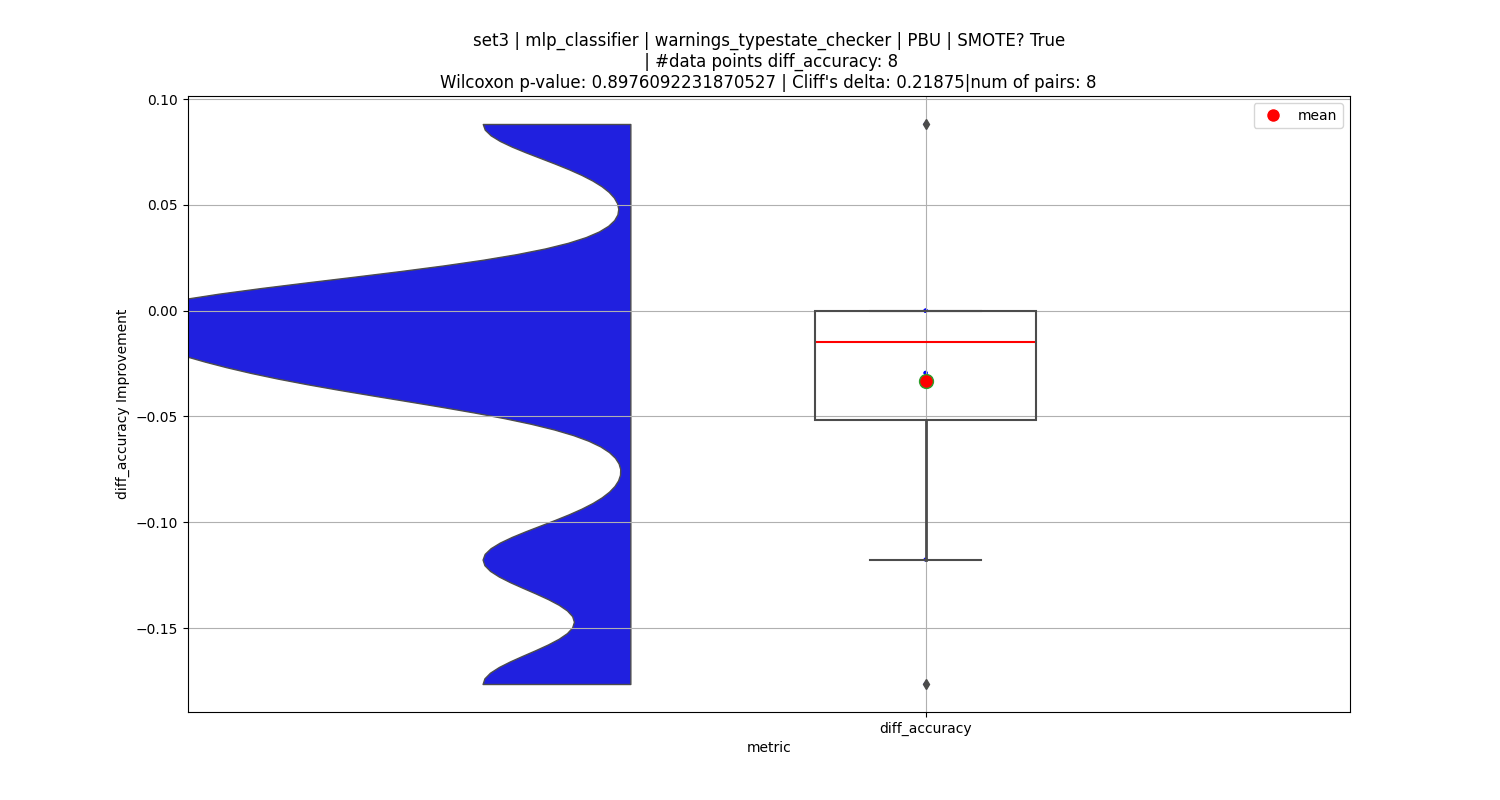 set3 | mlp_classifier | warnings_typestate_checker | PBU | SMOTE? True
| #data points diff_accuracy: 8
Wilcoxon p-value: 0.8976092231870527 | Cliff's delta: 0.21875|num of pairs: 8
mean
0.10
0.05
0.00
−0.05
−0.10
−0.15
diff_accuracy Improvement
diff_accuracy
metric